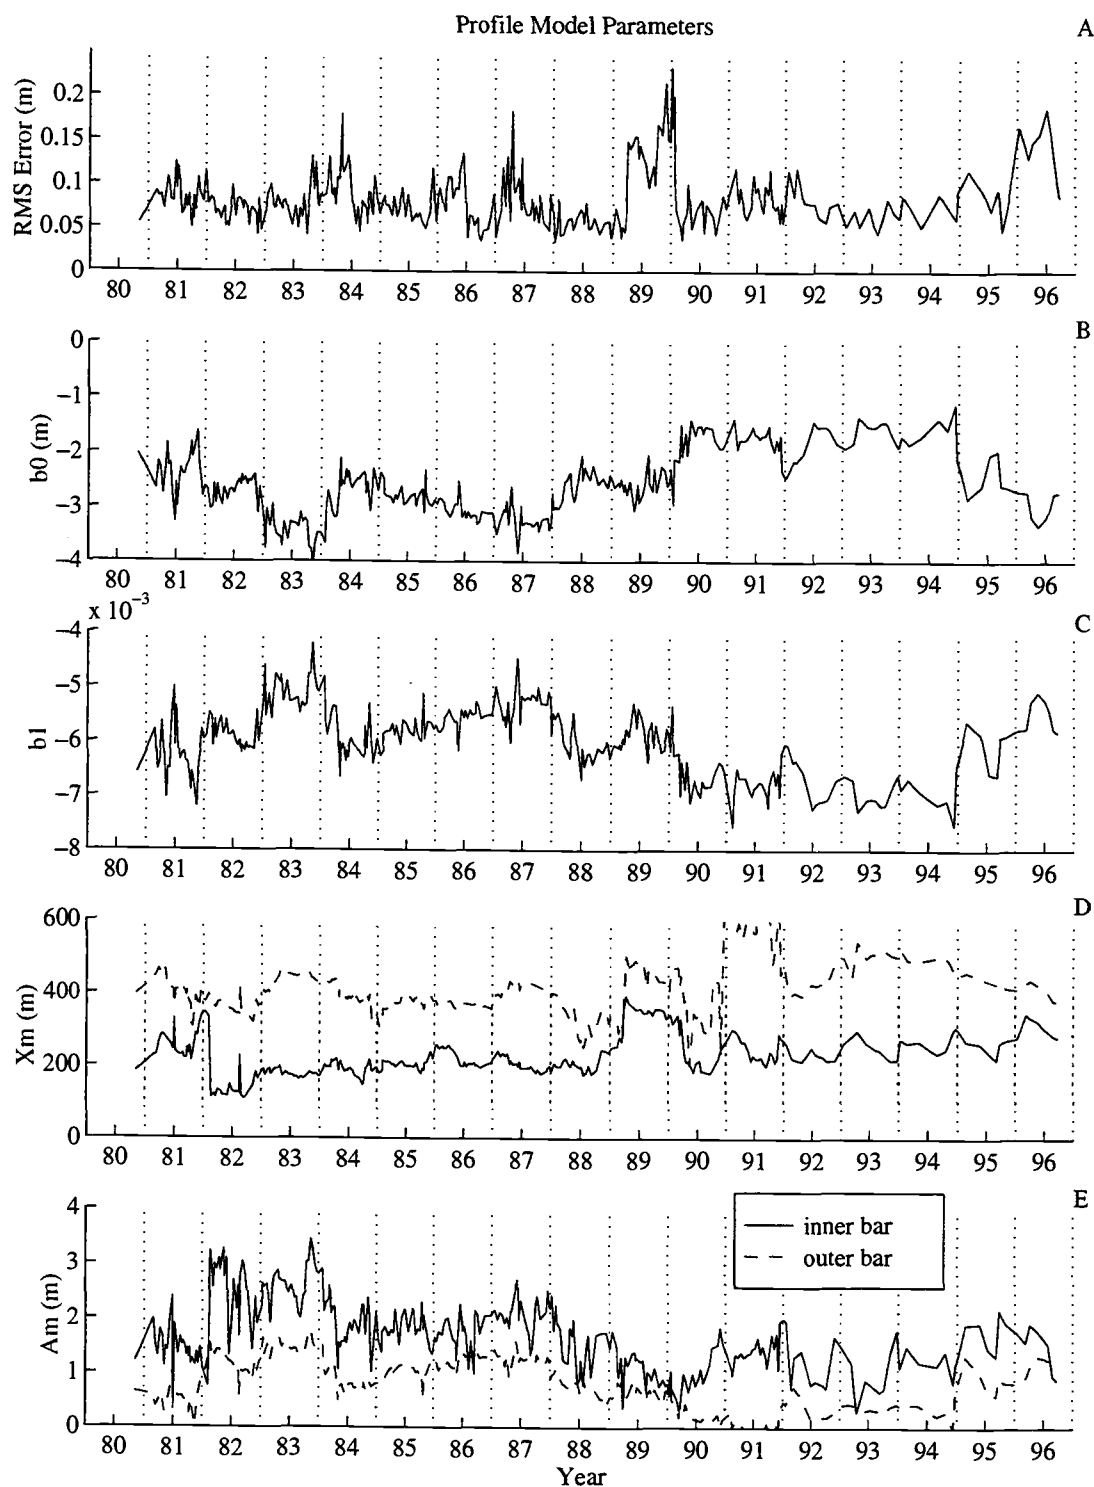 Profile Model Parameters
A
RMS Error (m)
0.2
0.15
0.1
0.05
0
80 81 82 83 84 85 86 87 88 89 90 91 92 93 94 95 96
B
b0 (m)
0
−1
−2
−3
−4
80 81 82 83 84 85 86 87 88 89 90 91 92 93 94 95 96
x 10−3
C
b1
−4
−5
−6
−7
−8
80 81 82 83 84 85 86 87 88 89 90 91 92 93 94 95 96
D
Xm (m)
600
400
200
0
80 81 82 83 84 85 86 87 88 89 90 91 92 93 94 95 96
E
Am (m)
4
3
2
1
0
inner bar
outer bar
80 81 82 83 84 85 86 87 88 89 90 91 92 93 94 95 96
Year